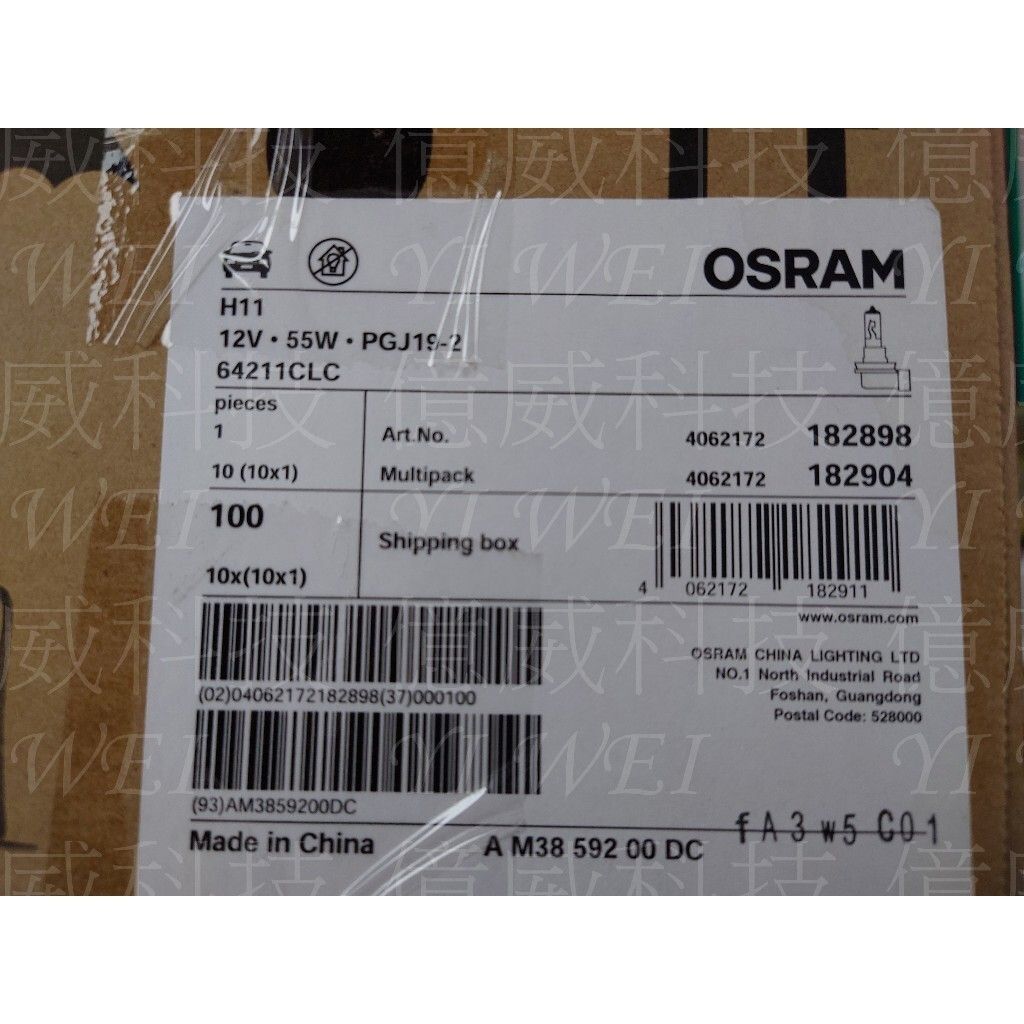 OSRAM
H11
12V • 55W • PGJ19-2
64211CLC
pieces
1 Art.No. 4062172 182898
10 (10x1) Multipack 4062172 182904
100 Shipping box
10x(10x1)
4 062172 182911
www.osram.com
OSRAM CHINA LIGHTING LTD
NO.1 North Industrial Road
Foshan, Guangdong
Postal Code: 528000
(02)04062172182898(37)000100
(93)AM3859200DC
Made in China A M38 592 00 DC fA3w5 C01
億威科技
YI WEI